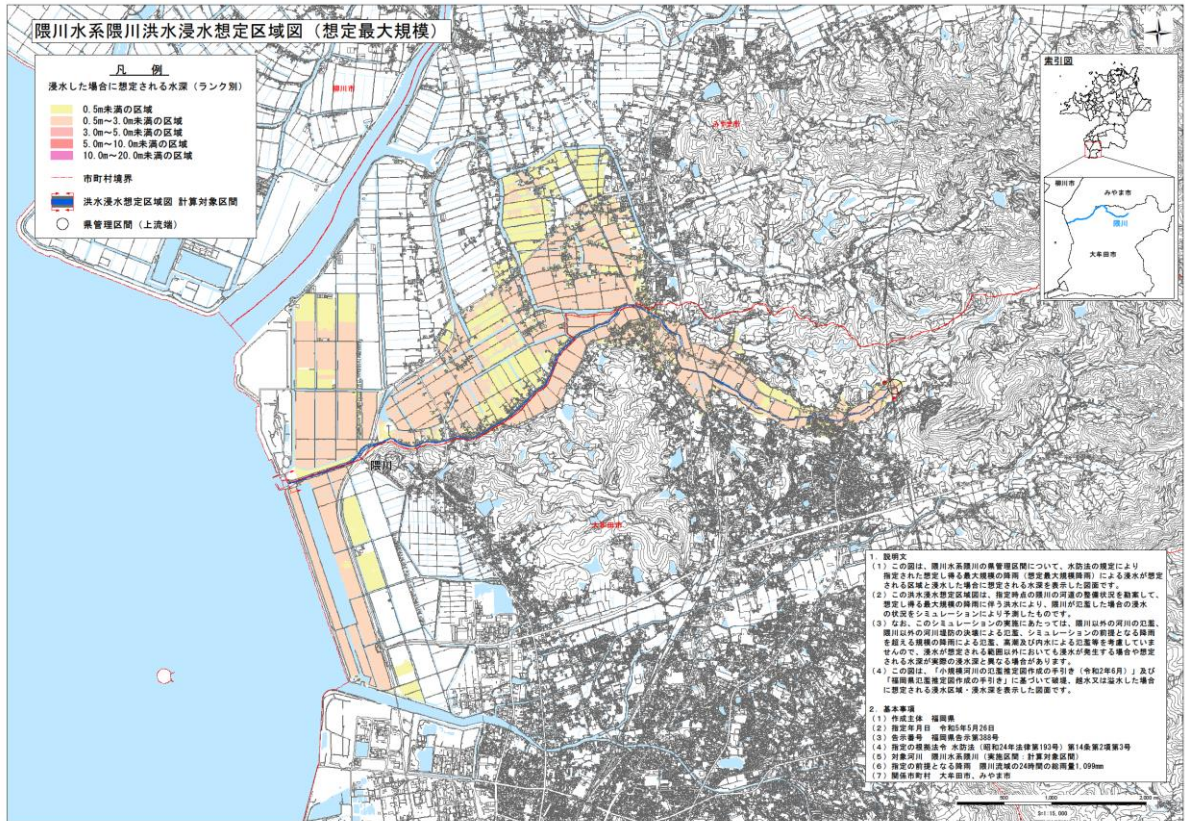 隈川水系隈川洪水浸水想定区域図（想定最大規模）
凡　例
浸水した場合に想定される水深（ランク別）
0.5m未満の区域
0.5m～3.0m未満の区域
3.0m～5.0m未満の区域
5.0m～10.0m未満の区域
10.0m～20.0m未満の区域
市町村境界
洪水浸水想定区域図 計算対象区間
県管理区間（上流端）
柳川市
みやま市
索引図
柳川市
みやま市
隈川
大牟田市
隈川
大牟田市
1. 説明文
（1）この図は、隈川水系隈川の県管理区間について、水防法の規定により
指定された想定し得る最大規模の降雨（想定最大規模降雨）による浸水が想定
される区域と浸水した場合に想定される水深を表示した図面です。
（2）この洪水浸水想定区域図は、指定時点の隈川の河道の整備状況を勘案して、
想定し得る最大規模の降雨に伴う洪水により、隈川が氾濫した場合の浸水
の状況をシミュレーションにより予測したものです。
（3）なお、このシミュレーションの実施にあたっては、隈川以外の河川の氾濫、
隈川以外の河川堤防の決壊による氾濫、シミュレーションの前提となる降雨
を超える規模の降雨による氾濫、高潮及び内水による氾濫等を考慮していま
せんので、浸水が想定される範囲以外においても浸水が発生する場合や想定
される水深が実際の浸水深と異なる場合があります。
（4）この図は、「小規模河川の氾濫推定図作成の手引き（令和2年6月）」及び
「福岡県氾濫推定図作成の手引き」に基づいて破堤、越水又は溢水した場合
に想定される浸水区域・浸水深を表示した図面です。
2. 基本事項
（1）作成主体　福岡県
（2）指定年月日　令和5年5月26日
（3）告示番号　福岡県告示第388号
（4）指定の根拠法令　水防法（昭和24年法律第193号）第14条第2項第3号
（5）対象河川　隈川水系隈川（実施区間：計算対象区間）
（6）指定の前提となる降雨　隈川流域の24時間の総雨量1,099mm
（7）関係市町村　大牟田市、みやま市
500 1,000 2,000 m
S=1:15,000